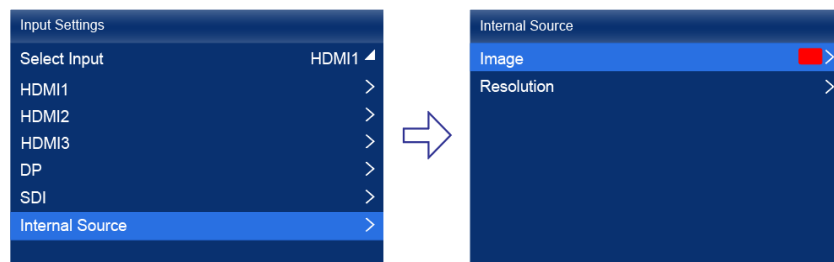 Input Settings
Select Input HDMI1
HDMI1
HDMI2
HDMI3
DP
SDI
Internal Source
Internal Source
Image
Resolution